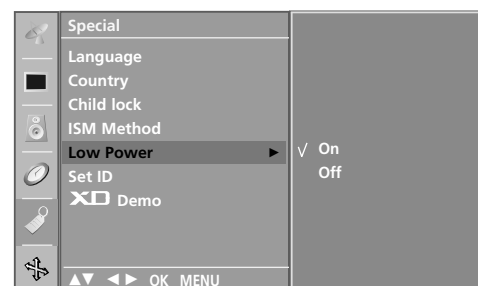 Special
Language
Country
Child lock
ISM Method
Low Power ►
√ On
Off
Set ID
XD Demo
▲▼ ◄► OK MENU